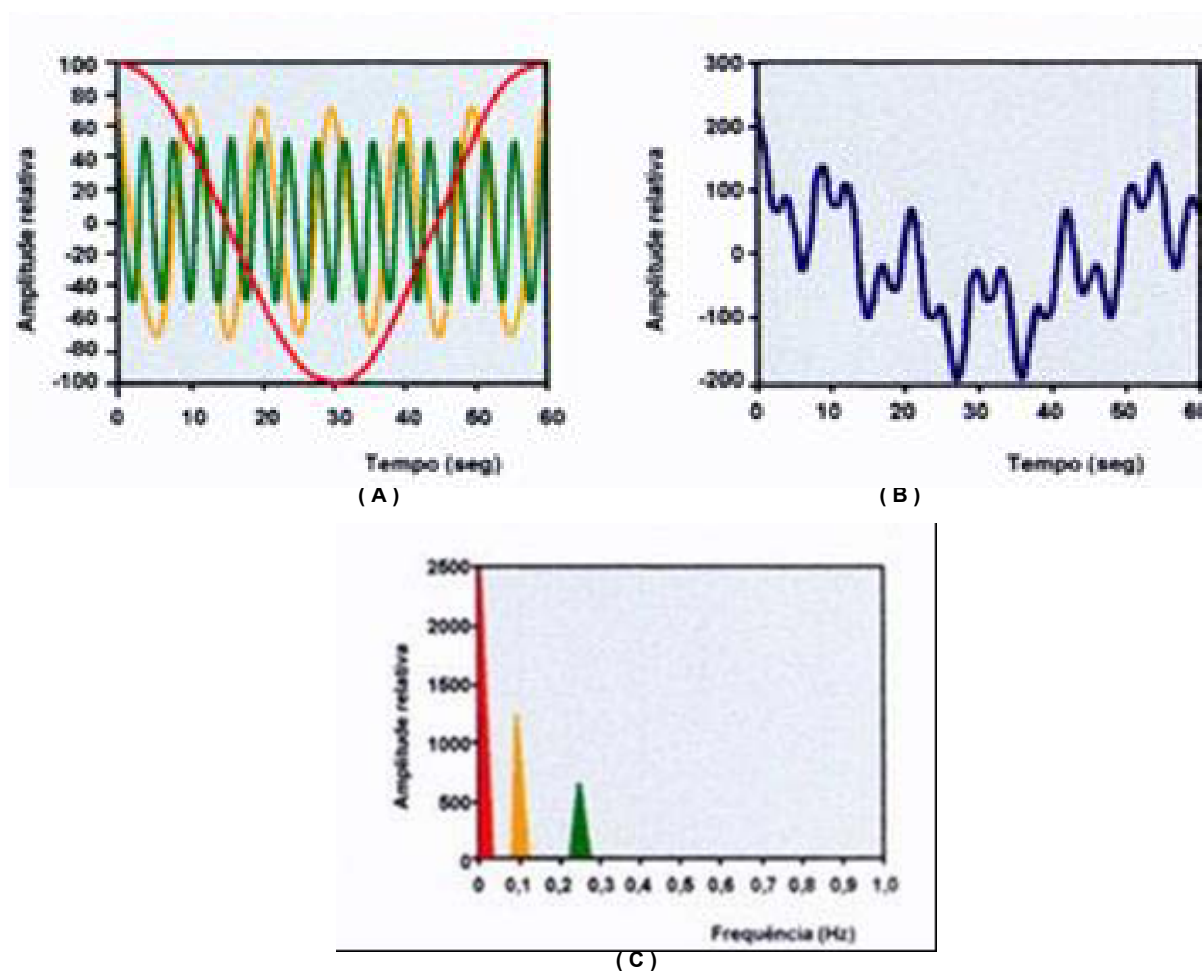 100
80
60
40
20
0
-20
-40
-60
-80
-100
Amplitude relativa
0 10 20 30 40 50 60
Tempo (seg)
( A )
300
200
100
0
-100
-200
Amplitude relativa
0 10 20 30 40 50
Tempo (seg)
( B )
2500
2000
1500
1000
500
0
Amplitude relativa
0 0,1 0,2 0,3 0,4 0,5 0,6 0,7 0,8 0,9 1,0
Frequência (Hz)
( C )